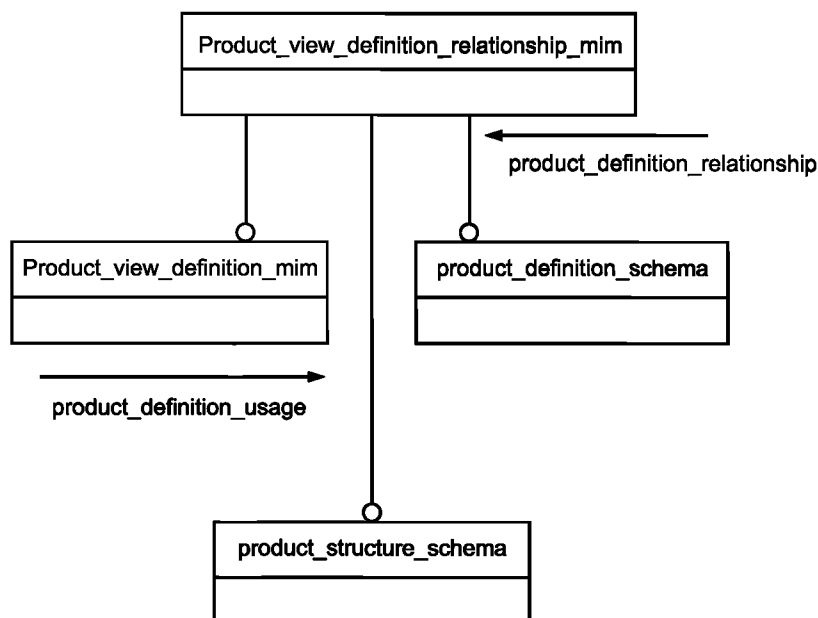 Product_view_definition_relationship_mim
product_definition_relationship
Product_view_definition_mim
product_definition_schema
product_definition_usage
product_structure_schema